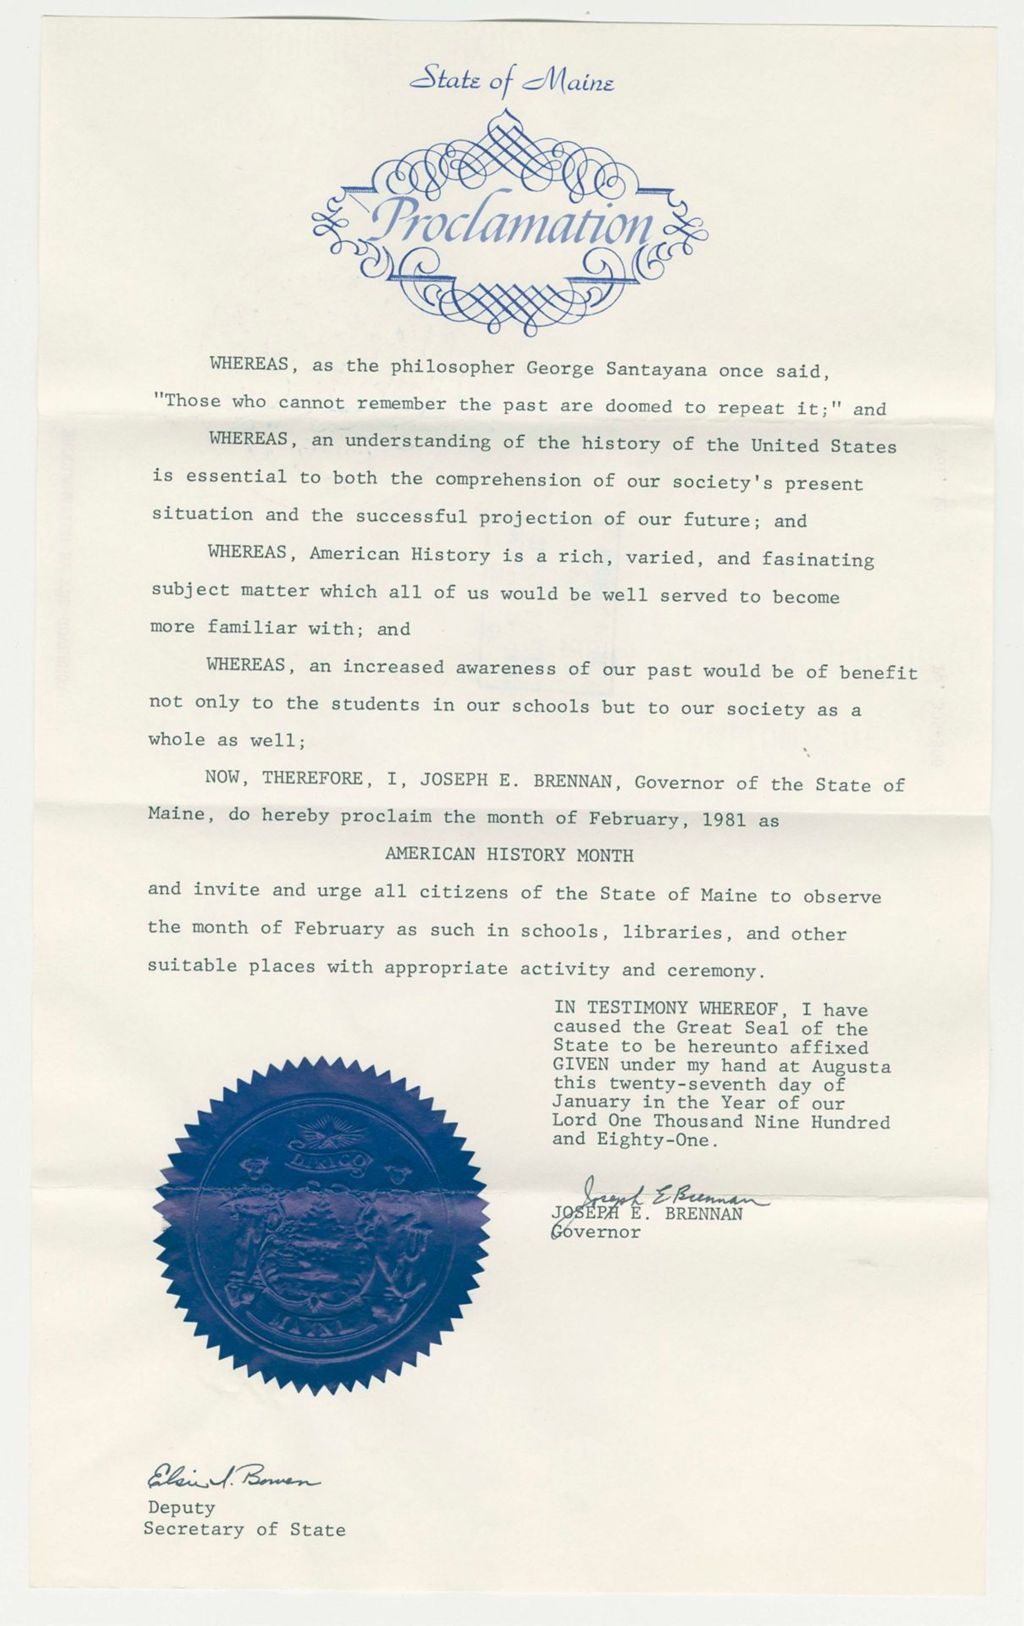 State of Maine
Proclamation
WHEREAS, as the philosopher George Santayana once said,
"Those who cannot remember the past are doomed to repeat it;" and
WHEREAS, an understanding of the history of the United States
is essential to both the comprehension of our society's present
situation and the successful projection of our future; and
WHEREAS, American History is a rich, varied, and fasinating
subject matter which all of us would be well served to become
more familiar with; and
WHEREAS, an increased awareness of our past would be of benefit
not only to the students in our schools but to our society as a
whole as well;
NOW, THEREFORE, I, JOSEPH E. BRENNAN, Governor of the State of
Maine, do hereby proclaim the month of February, 1981 as
AMERICAN HISTORY MONTH
and invite and urge all citizens of the State of Maine to observe
the month of February as such in schools, libraries, and other
suitable places with appropriate activity and ceremony.
IN TESTIMONY WHEREOF, I have
caused the Great Seal of the
State to be hereunto affixed
GIVEN under my hand at Augusta
this twenty-seventh day of
January in the Year of our
Lord One Thousand Nine Hundred
and Eighty-One.
Joseph E Brennan
JOSEPH E. BRENNAN
Governor
DIRIGO
MAINE
Elsie I. Bowen
Deputy
Secretary of State